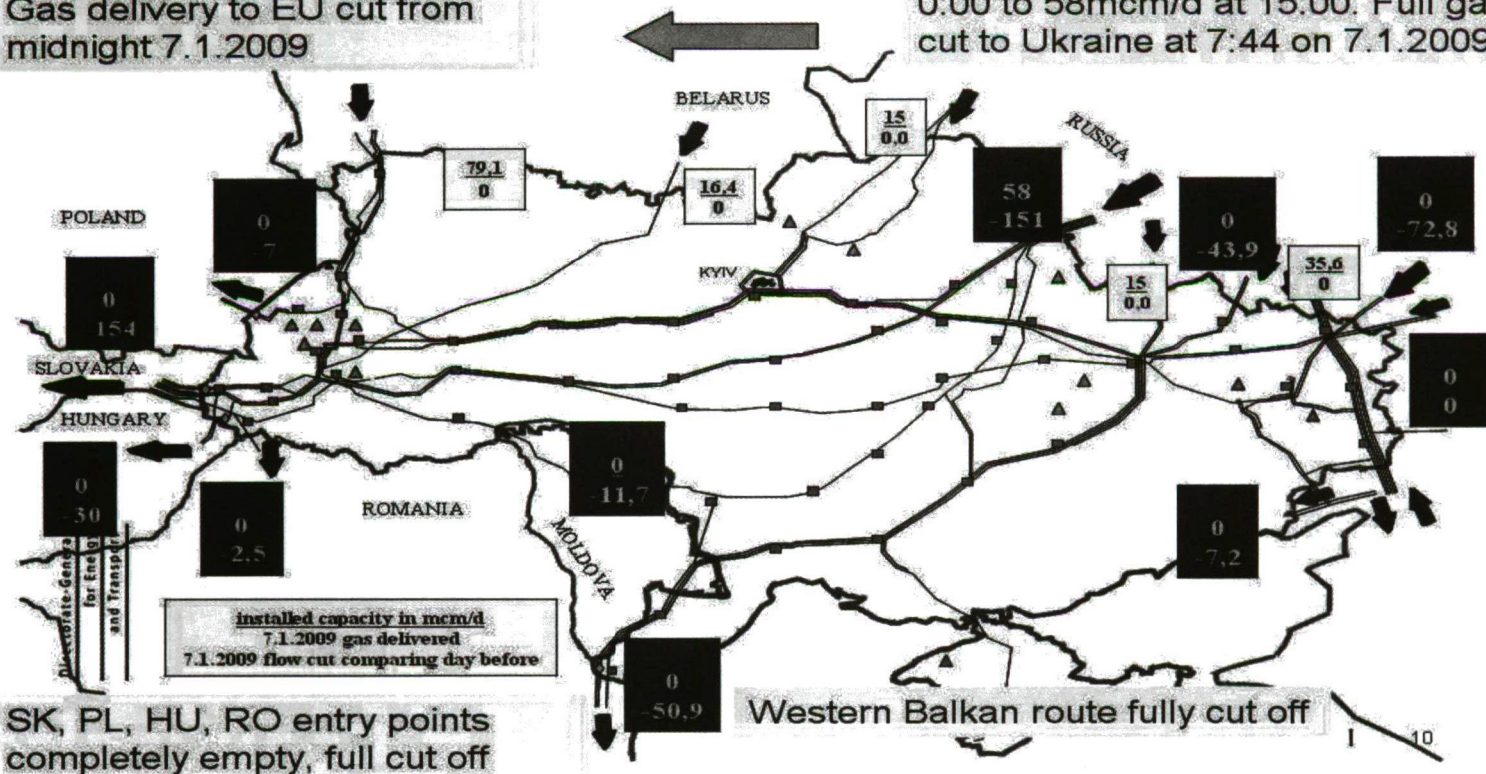 Gas delivery to EU cut from
midnight 7.1.2009
0:00 to 58mcm/d at 15:00. Full ga
cut to Ukraine at 7:44 on 7.1.2009
BELARUS
RUSSIA
15
0,0
79,1
0
16,4
0
58
-151
0
-43,9
0
-72,8
POLAND
0
-7
KYIV
15
0,0
35,6
0
0
154
SLOVAKIA
0
0
HUNGARY
0
-30
0
-2,5
ROMANIA
MOLDOVA
0
-11,7
0
-7,2
Directorate-General
for Energy
and Transpor
installed capacity in mcm/d
7.1.2009 gas delivered
7.1.2009 flow cut comparing day before
0
-50,9
SK, PL, HU, RO entry points
completely empty, full cut off
Western Balkan route fully cut off
10